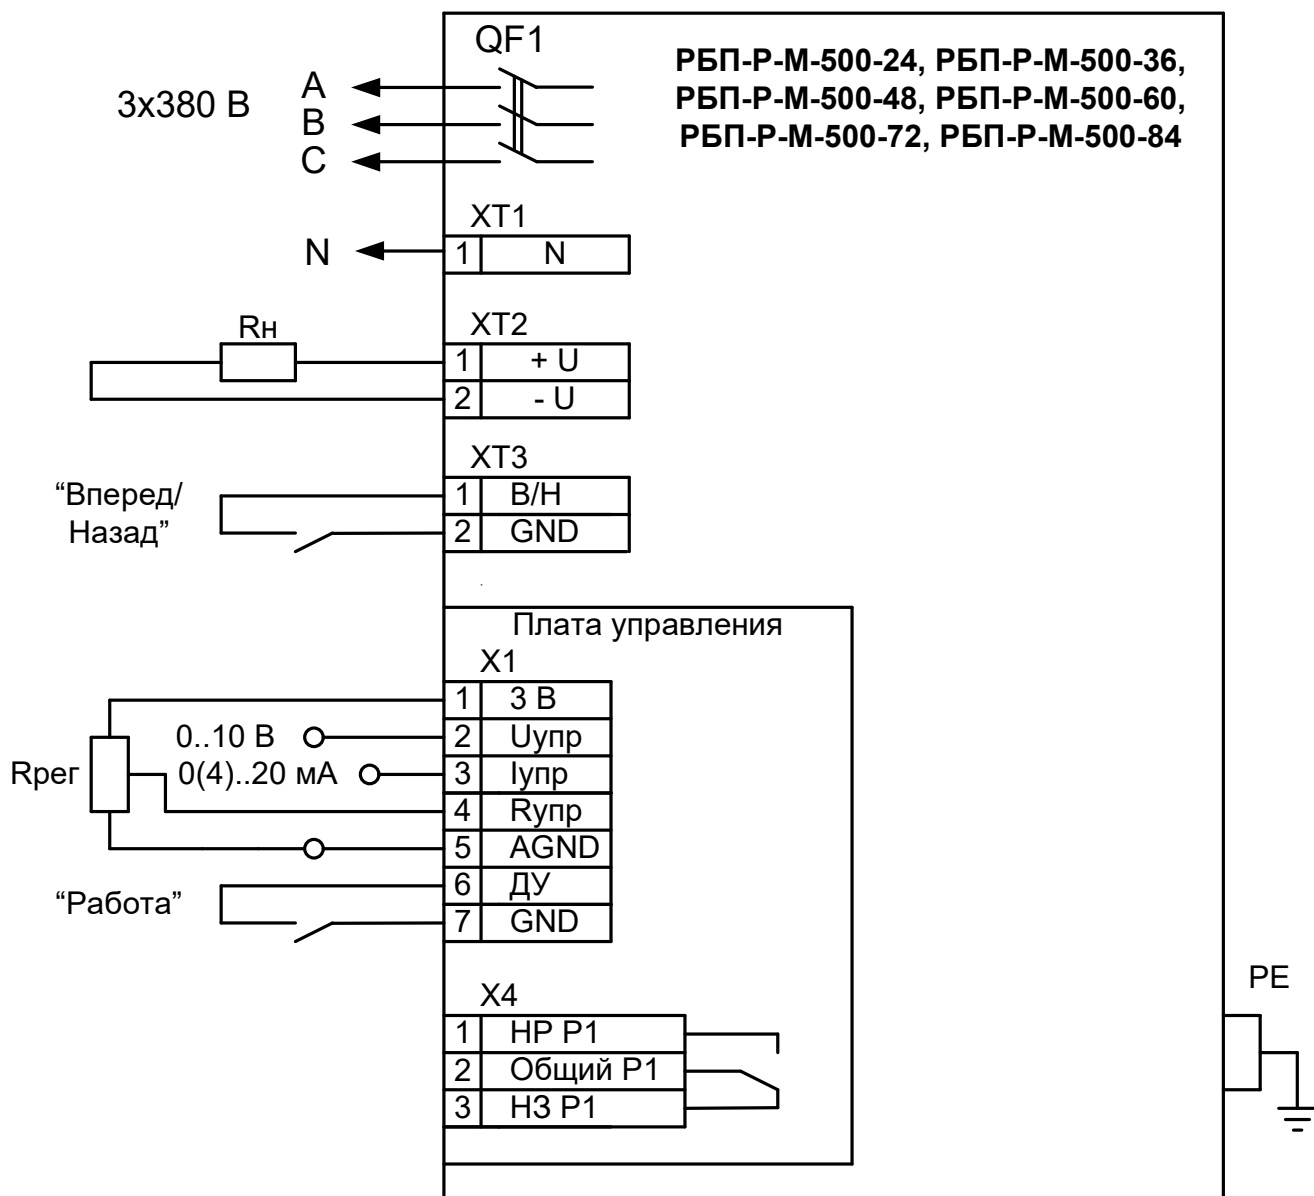 QF1
РБП-Р-М-500-24, РБП-Р-М-500-36,
РБП-Р-М-500-48, РБП-Р-М-500-60,
РБП-Р-М-500-72, РБП-Р-М-500-84
3x380 В
A
B
C
XT1
N
1 N
Rн
XT2
1 + U
2 - U
XT3
“Вперед/
Назад”
1 В/Н
2 GND
Плата управления
X1
1 3 В
0..10 В
2 Uупр
Rрег
0(4)..20 мА
3 Iупр
4 Rупр
5 AGND
“Работа”
6 ДУ
7 GND
X4
1 НР Р1
2 Общий Р1
3 НЗ Р1
PE